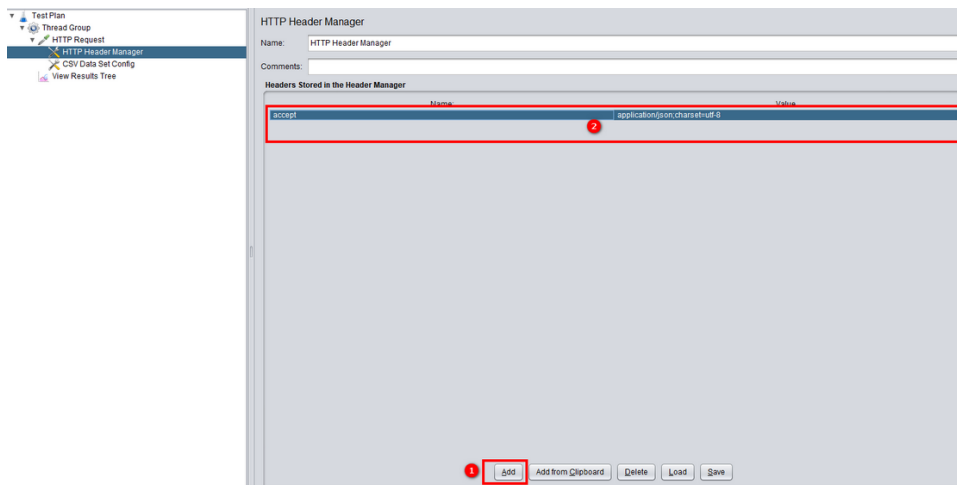 Test Plan
Thread Group
HTTP Request
HTTP Header Manager
CSV Data Set Config
View Results Tree
HTTP Header Manager
Name: HTTP Header Manager
Comments:
Headers Stored in the Header Manager
Name: Value
accept application/json;charset=utf-8
2
1 Add Add from Clipboard Delete Load Save